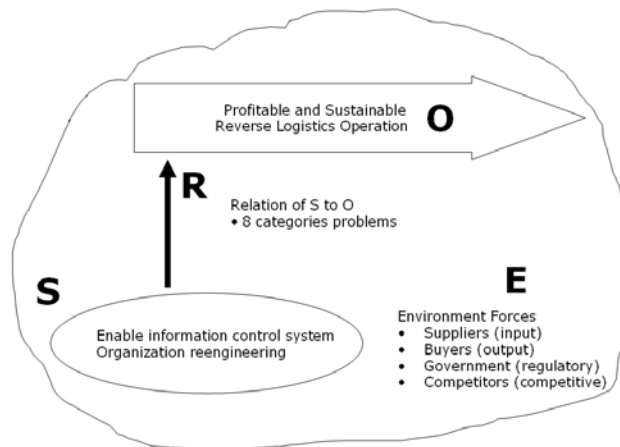 Profitable and Sustainable
Reverse Logistics Operation
O
R
Relation of S to O
• 8 categories problems
S
E
Enable information control system
Organization reengineering
Environment Forces
• Suppliers (input)
• Buyers (output)
• Government (regulatory)
• Competitors (competitive)